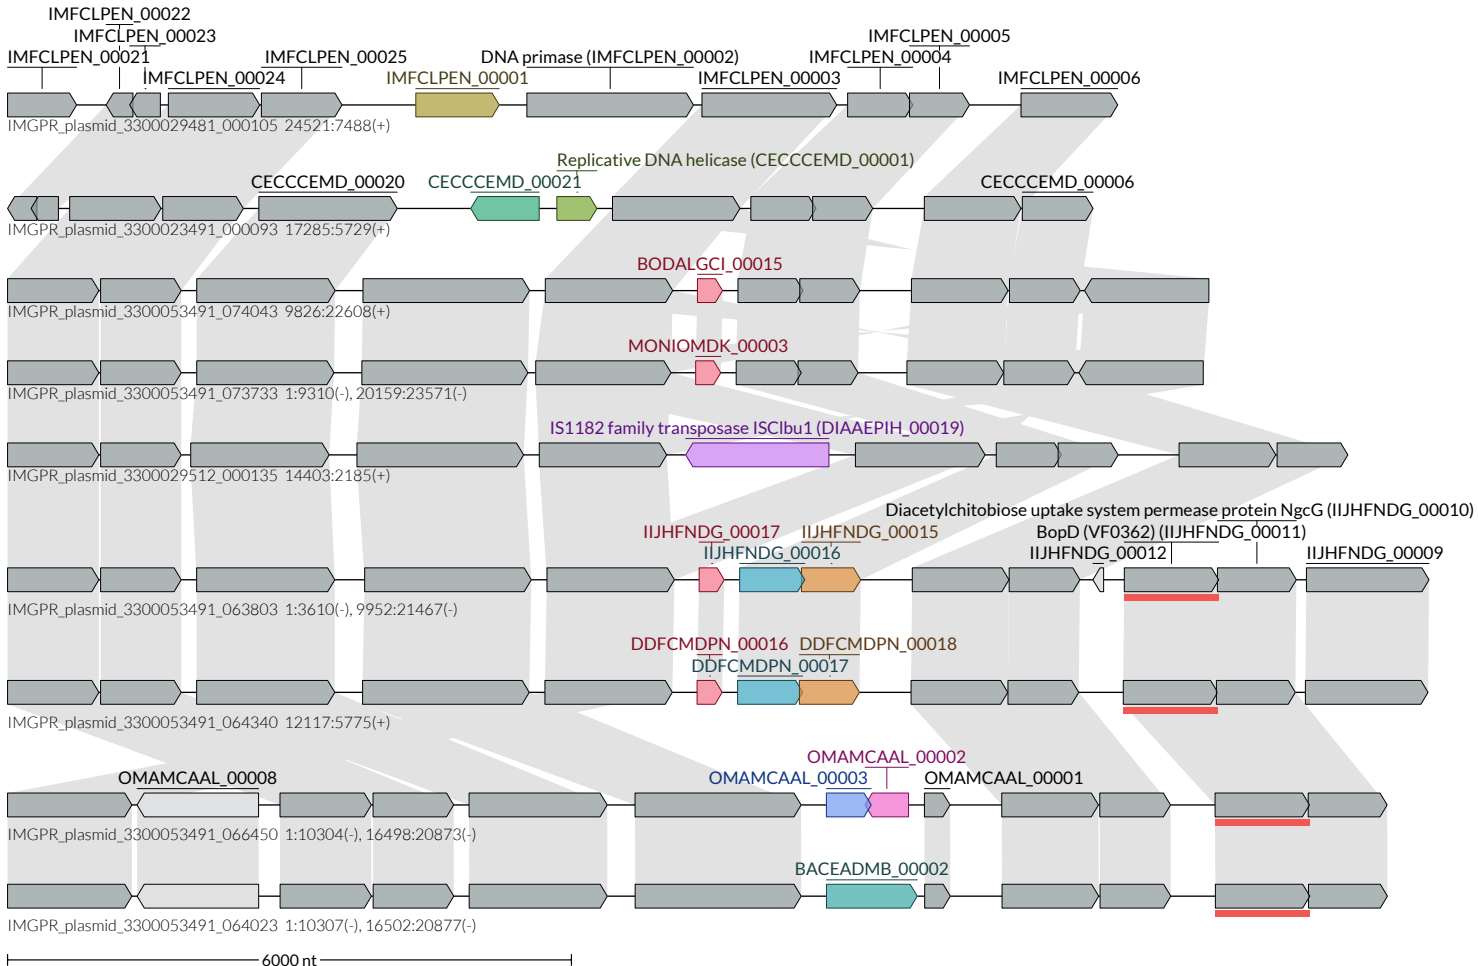 IMFCLPEN_00022
IMFCLPEN_00023
IMFCLPEN_00005
IMFCLPEN_00021
IMFCLPEN_00025
DNA primase (IMFCLPEN_00002)
IMFCLPEN_00004
IMFCLPEN_00024
IMFCLPEN_00001
IMFCLPEN_00003
IMFCLPEN_00006
IMGPR_plasmid_3300029481_000105 24521:7488(+)
Replicative DNA helicase (CECCCEMD_00001)
CECCCEMD_00020
CECCCEMD_00021
CECCCEMD_00006
IMGPR_plasmid_3300023491_000093 17285:5729(+)
BODALGCI_00015
IMGPR_plasmid_3300053491_074043 9826:22608(+)
MONIOMDK_00003
IMGPR_plasmid_3300053491_073733 1:9310(-), 20159:23571(-)
IS1182 family transposase ISClbu1 (DIAAEPIH_00019)
IMGPR_plasmid_3300029512_000135 14403:2185(+)
Diacetylchitobiose uptake system permease protein NgcG (IIJHFNDG_00010)
IIJHFNDG_00017
IIJHFNDG_00015
BopD (VF0362) (IIJHFNDG_00011)
IIJHFNDG_00016
IIJHFNDG_00012
IIJHFNDG_00009
IMGPR_plasmid_3300053491_063803 1:3610(-), 9952:21467(-)
DDFCMDPN_00016
DDFCMDPN_00018
DDFCMDPN_00017
IMGPR_plasmid_3300053491_064340 12117:5775(+)
OMAMCAAL_00002
OMAMCAAL_00008
OMAMCAAL_00003
OMAMCAAL_00001
IMGPR_plasmid_3300053491_066450 1:10304(-), 16498:20873(-)
BACEADMB_00002
IMGPR_plasmid_3300053491_064023 1:10307(-), 16502:20877(-)
6000 nt